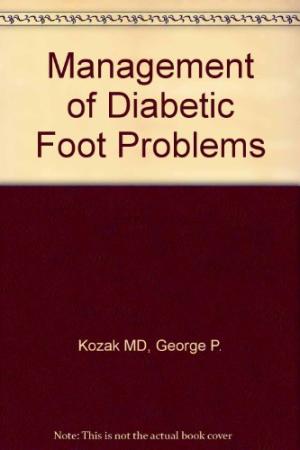 Management
of Diabetic
Foot Problems
Kozak MD, George P.
Note: This is not the actual book cover